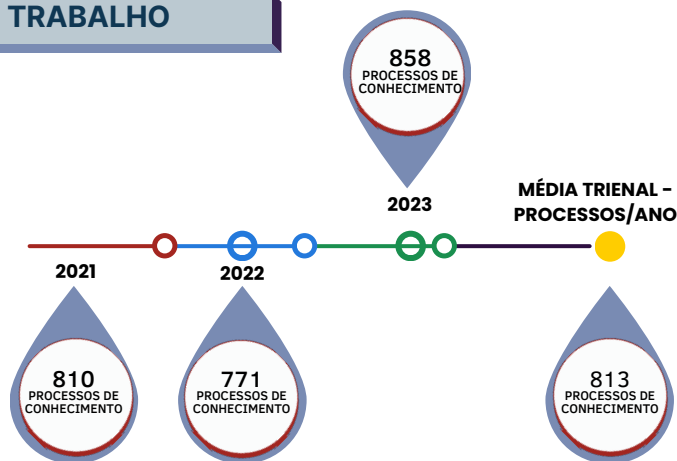 TRABALHO
858
PROCESSOS DE
CONHECIMENTO
2023
MÉDIA TRIENAL -
PROCESSOS/ANO
2021
2022
810
PROCESSOS DE
CONHECIMENTO
771
PROCESSOS DE
CONHECIMENTO
813
PROCESSOS DE
CONHECIMENTO